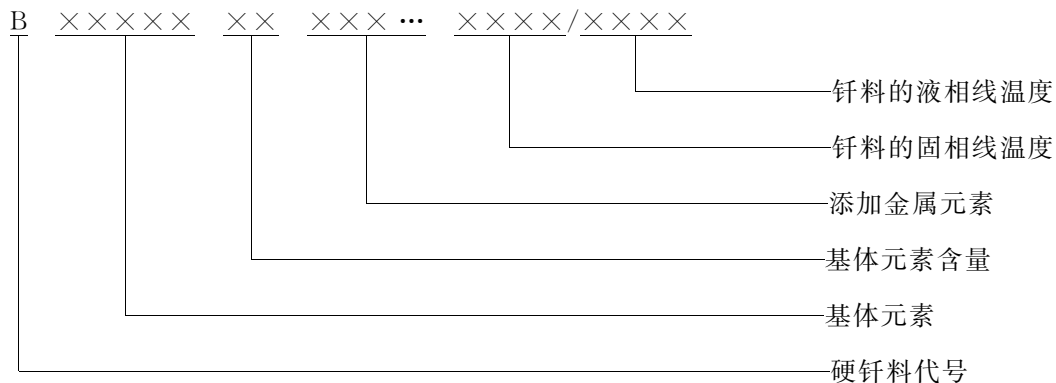 B ××××× ×× ×××… ××××/××××
钎料的液相线温度
钎料的固相线温度
添加金属元素
基体元素含量
基体元素
硬钎料代号